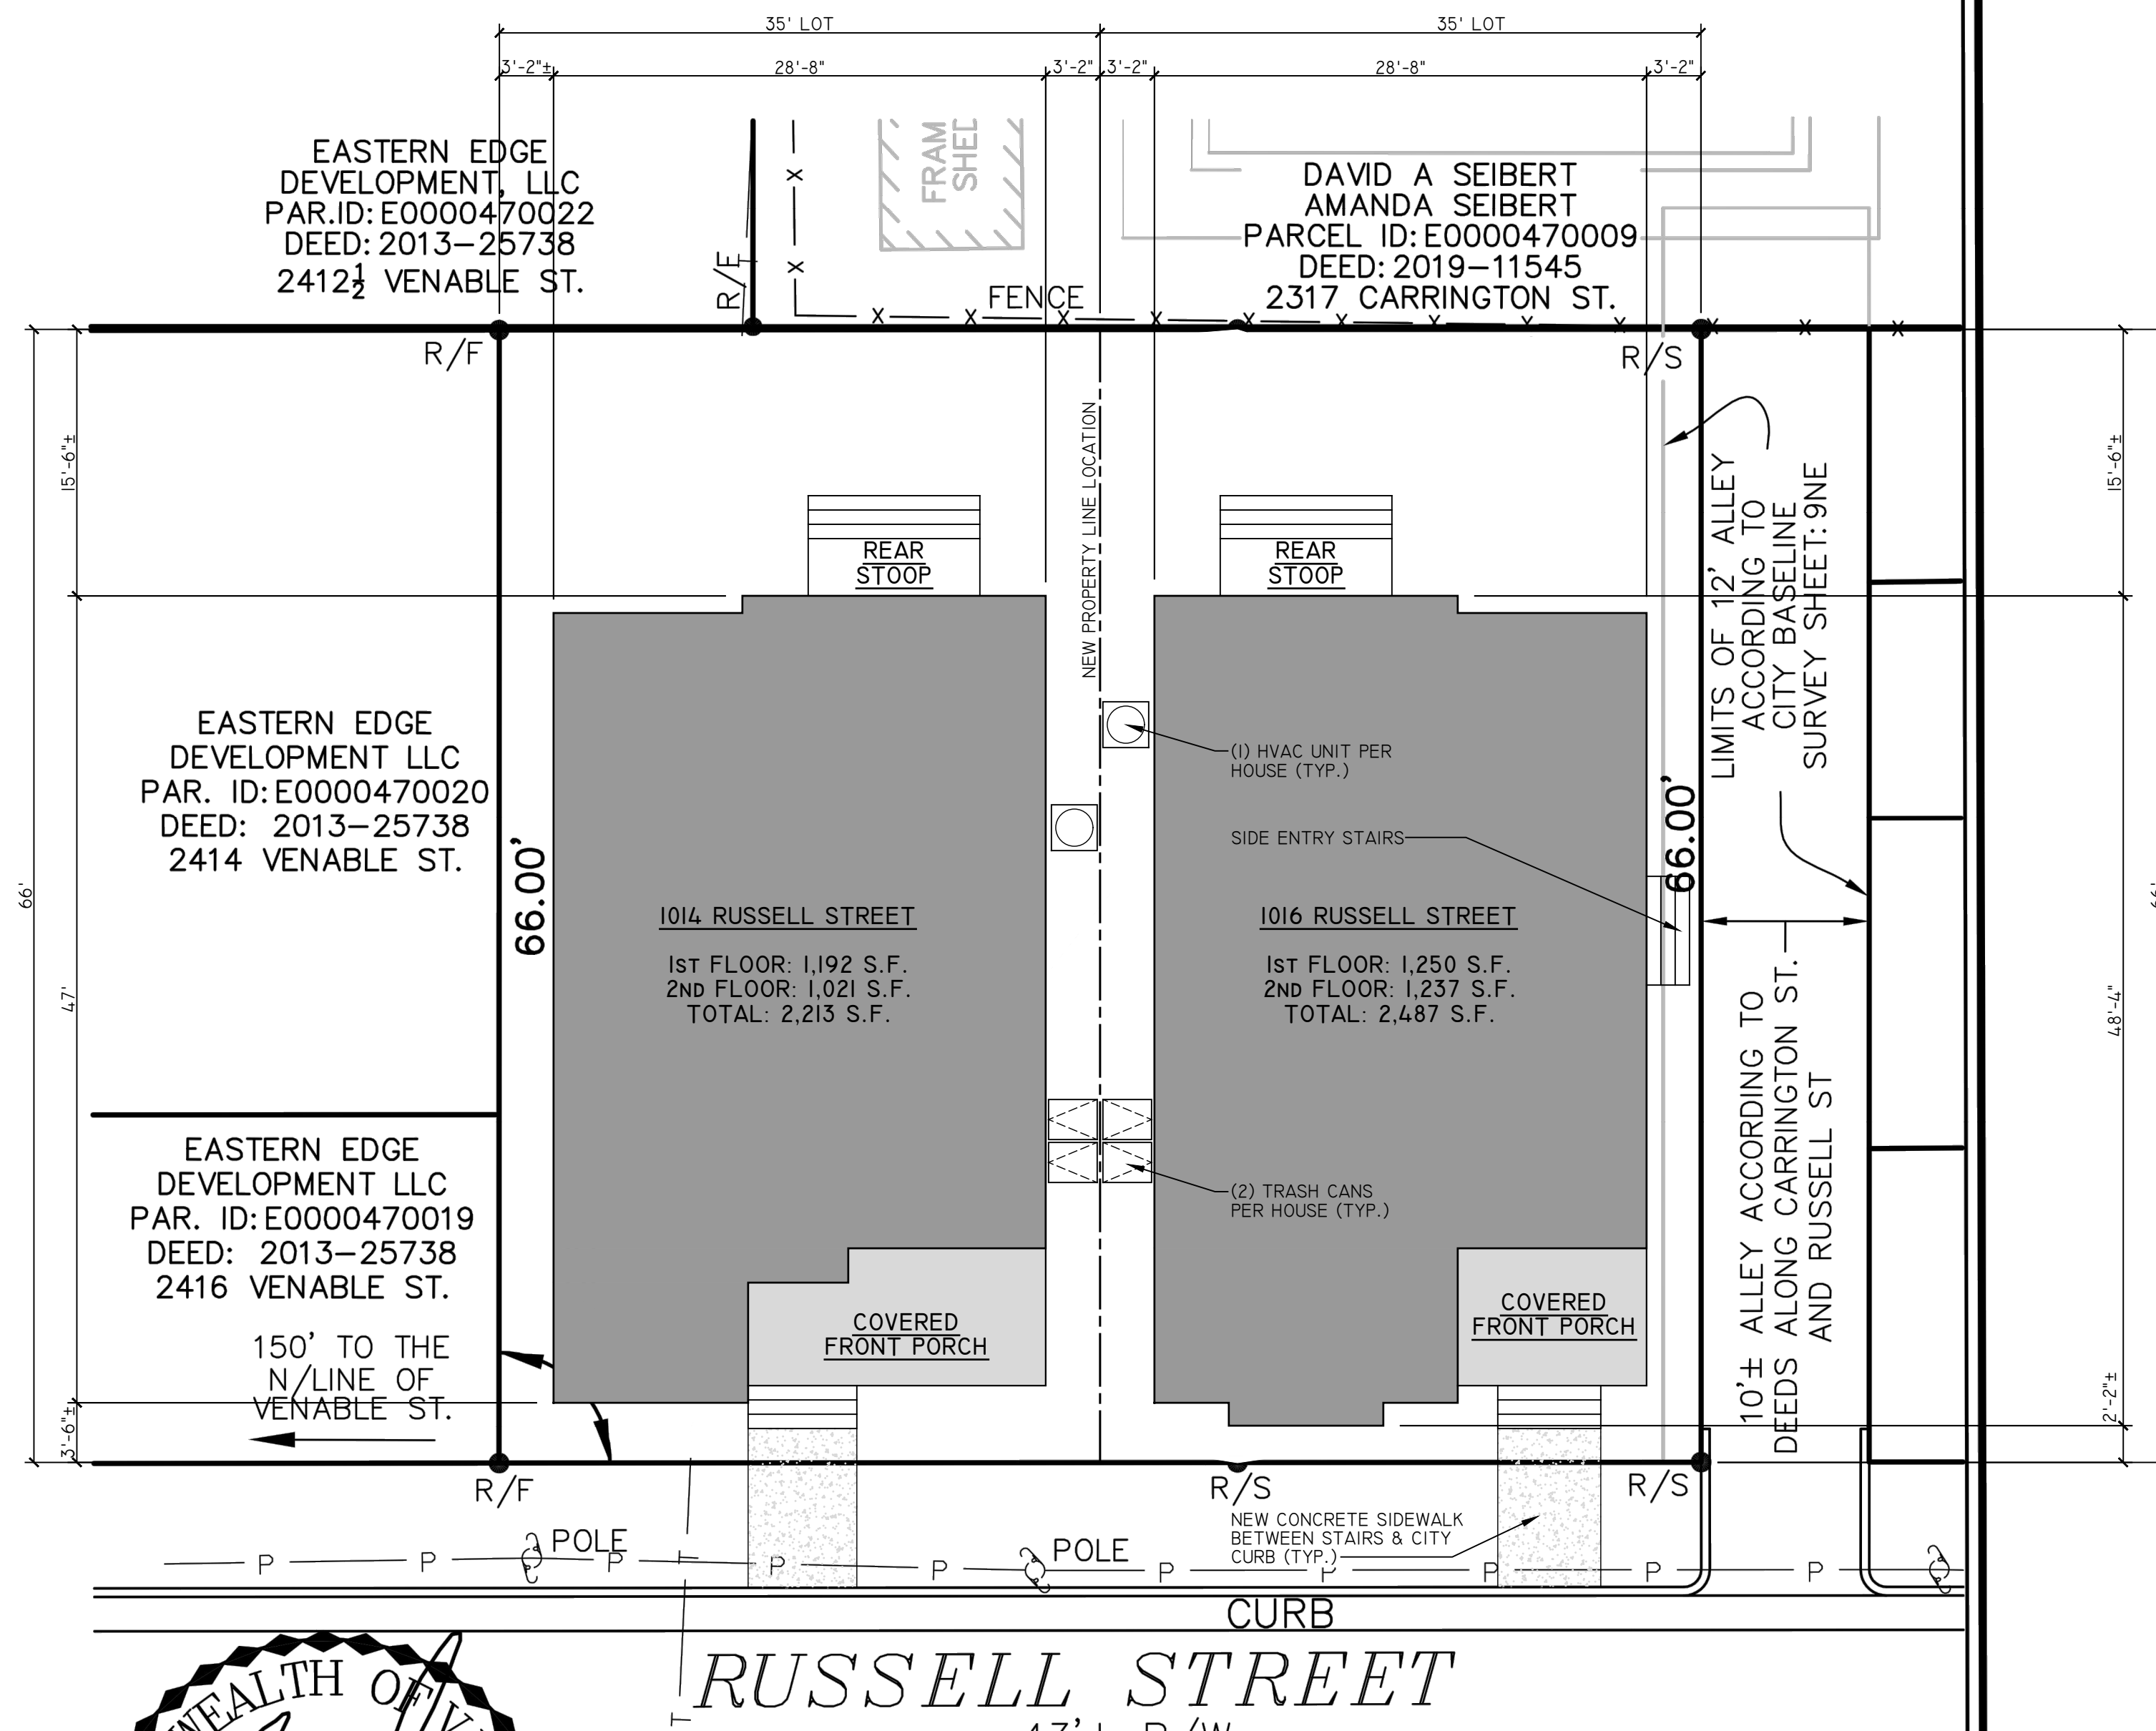 35' LOT
35' LOT
3'-2"±
28'-8"
3'-2"
3'-2"
28'-8"
3'-2"
EASTERN EDGE
DEVELOPMENT, LLC
PAR.ID: E0000470022
DEED: 2013-25738
2412½ VENABLE ST.
R/F
FRAM
SHED
FENCE
DAVID A SEIBERT
AMANDA SEIBERT
PARCEL ID: E0000470009
DEED: 2019-11545
2317 CARRINGTON ST.
R/F
R/S
15'-6"±
15'-6"±
NEW PROPERTY LINE LOCATION
REAR
STOOP
REAR
STOOP
LIMITS OF 12' ALLEY
ACCORDING TO
CITY BASELINE
SURVEY SHEET: 9NE
EASTERN EDGE
DEVELOPMENT LLC
PAR. ID: E0000470020
DEED: 2013-25738
2414 VENABLE ST.
66'
47'
66.00'
(1) HVAC UNIT PER
HOUSE (TYP.)
SIDE ENTRY STAIRS
66.00'
1014 RUSSELL STREET
1ST FLOOR: 1,192 S.F.
2ND FLOOR: 1,021 S.F.
TOTAL: 2,213 S.F.
1016 RUSSELL STREET
1ST FLOOR: 1,250 S.F.
2ND FLOOR: 1,237 S.F.
TOTAL: 2,487 S.F.
48'-4"
10'± ALLEY ACCORDING TO
DEEDS ALONG CARRINGTON ST.
AND RUSSELL ST
EASTERN EDGE
DEVELOPMENT LLC
PAR. ID: E0000470019
DEED: 2013-25738
2416 VENABLE ST.
(2) TRASH CANS
PER HOUSE (TYP.)
COVERED
FRONT PORCH
COVERED
FRONT PORCH
150' TO THE
N/LINE OF
VENABLE ST.
3'-6"±
2'-2"±
R/F
R/S
R/S
NEW CONCRETE SIDEWALK
BETWEEN STAIRS & CITY
CURB (TYP.)
POLE
POLE
P P P P P P P P P P
T
CURB
RUSSELL STREET
T
WEALTH OF V